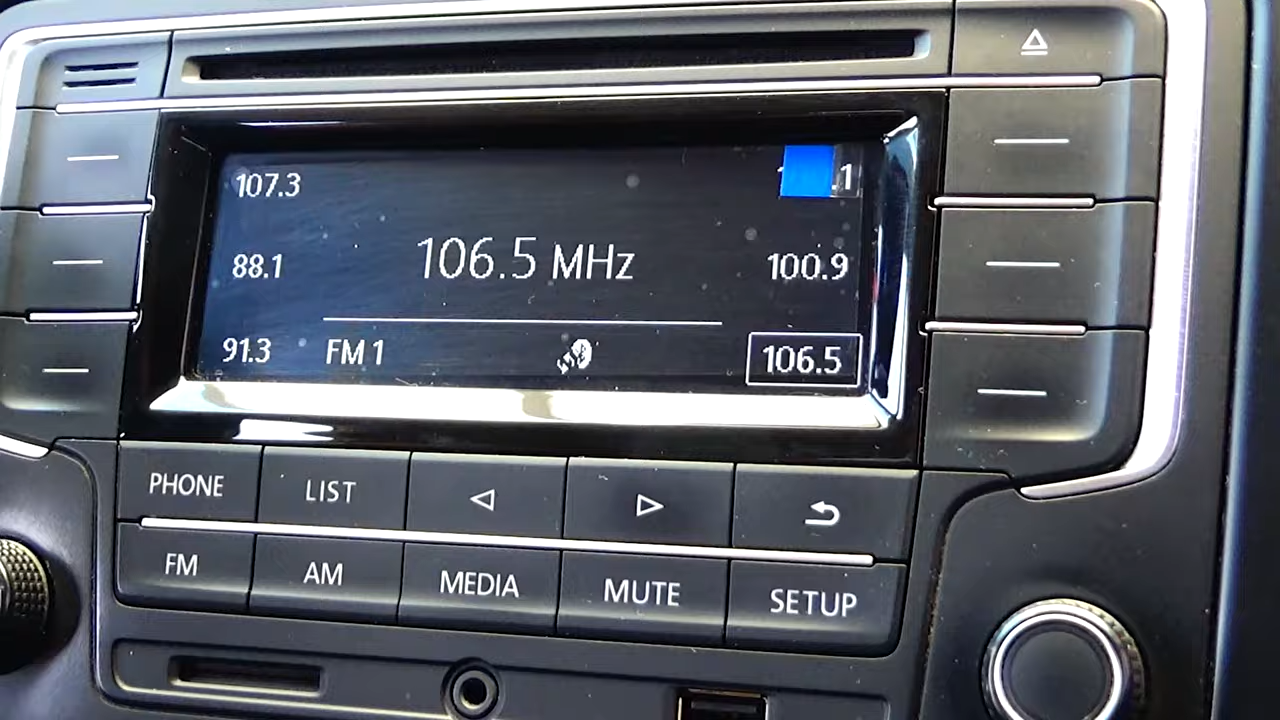 107.3
88.1 106.5 MHz 100.9
91.3 FM 1 106.5
PHONE LIST
FM AM MEDIA MUTE SETUP